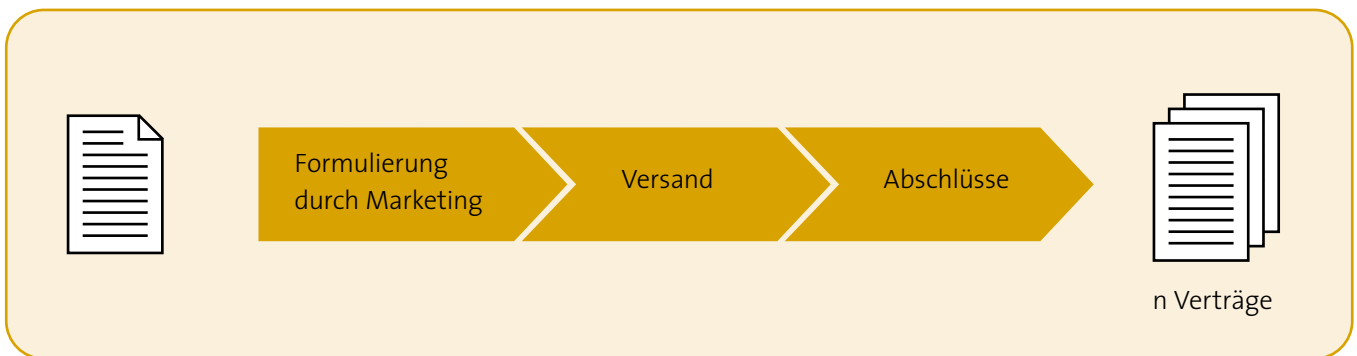 Formulierung
durch Marketing
Versand
Abschlüsse
n Verträge